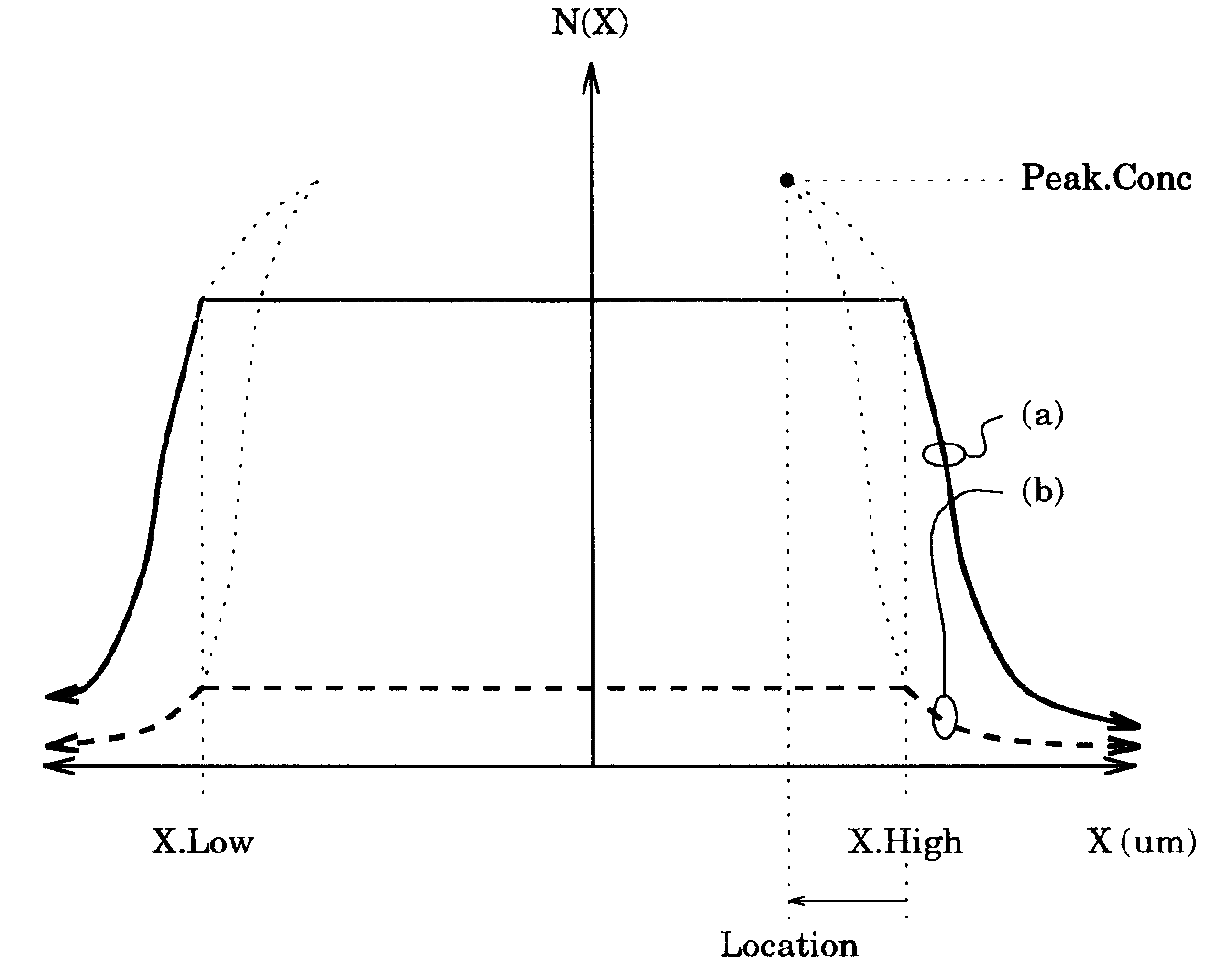 N(X)
Peak.Conc
(a)
(b)
X.Low
X.High
X (um)
Location